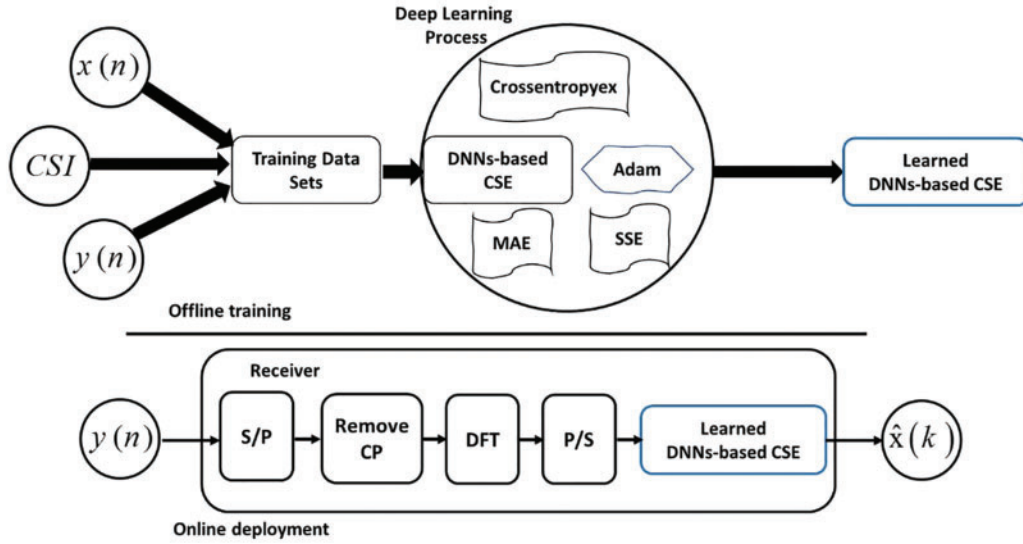 Deep Learning
Process
x (n)
Crossentropyex
CSI
Training Data
Sets
DNNs-based
CSE
Adam
Learned
DNNs-based CSE
MAE
SSE
y (n)
Offline training
Receiver
y (n)
S/P
Remove
CP
DFT
P/S
Learned
DNNs-based CSE
x̂ (k)
Online deployment